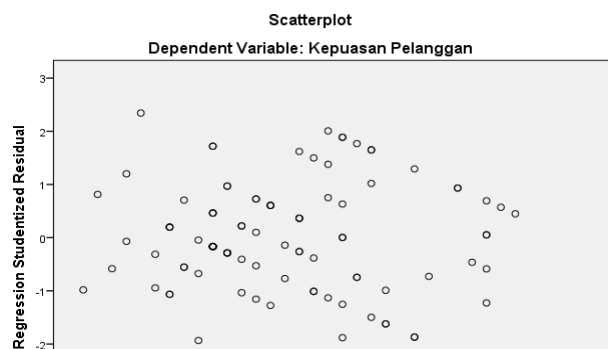 Scatterplot
Dependent Variable: Kepuasan Pelanggan
Regression Studentized Residual
3
2
1
0
-1
-2